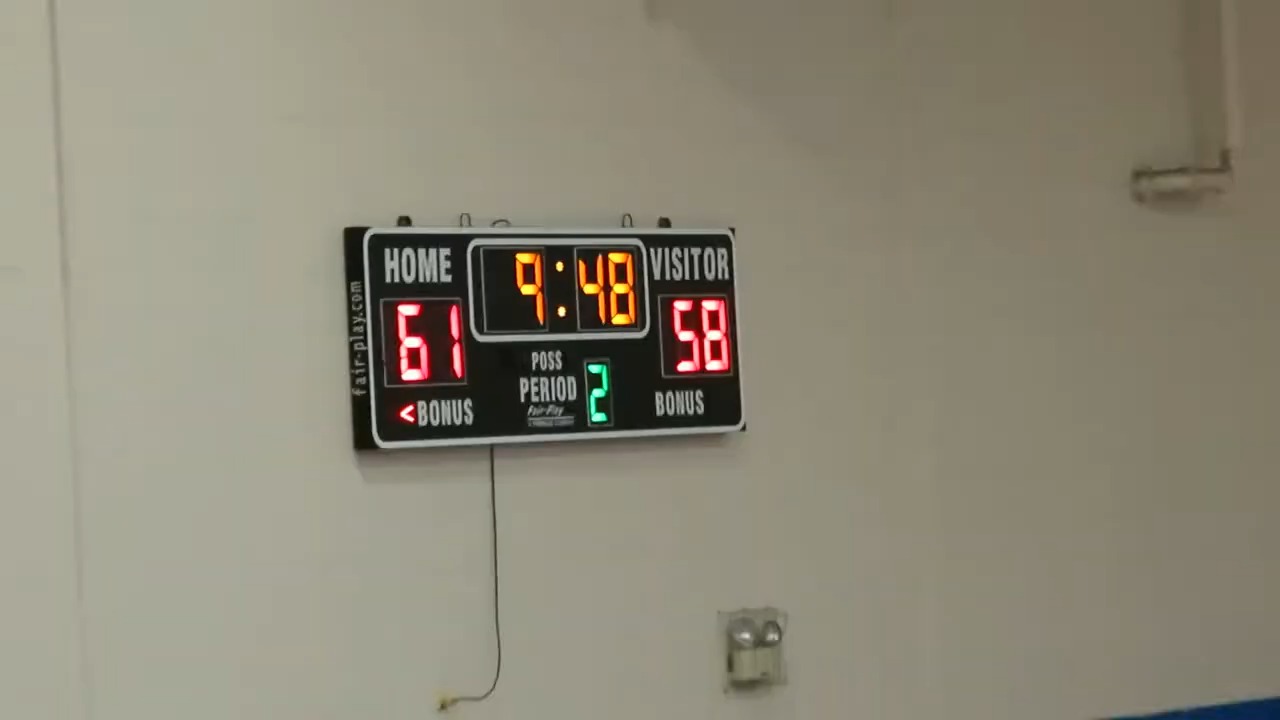 HOME 9:48 VISITOR
61 58
fair-play.com
POSS
PERIOD 2
<BONUS BONUS
Fair-Play